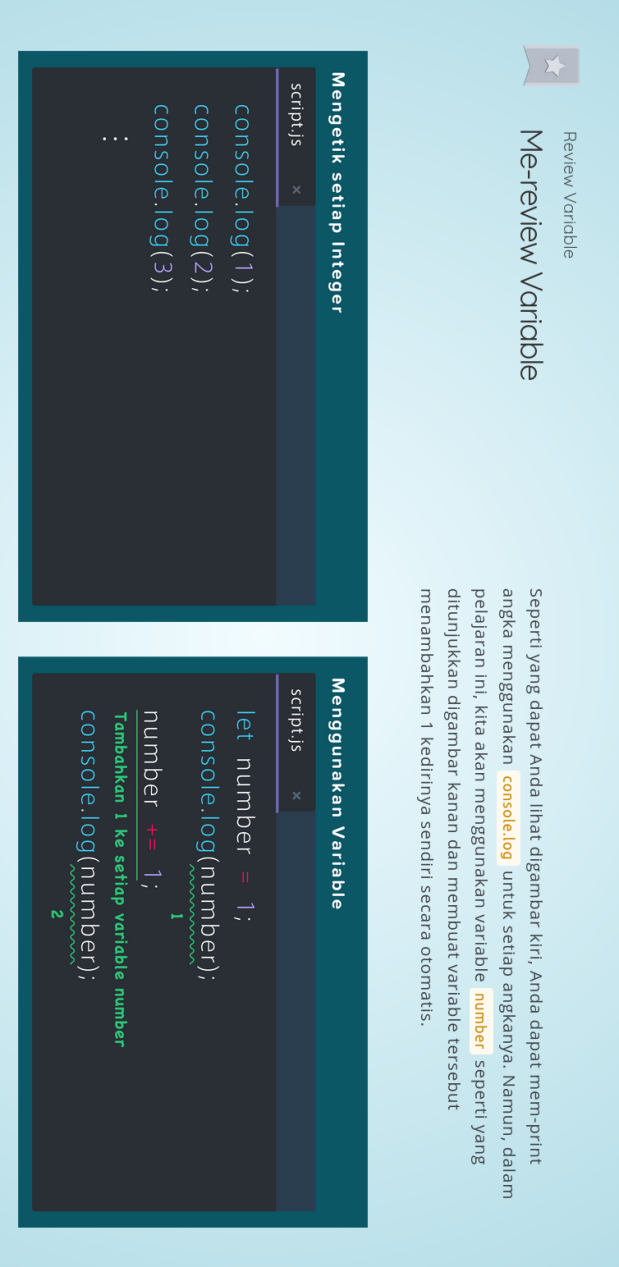 Review Variable
Me-review Variable
Seperti yang dapat Anda lihat digambar kiri, Anda dapat mem-print
angka menggunakan console.log untuk setiap angkanya. Namun, dalam
pelajaran ini, kita akan menggunakan variable number seperti yang
ditunjukkan digambar kanan dan membuat variable tersebut
menambahkan 1 kedirinya sendiri secara otomatis.
Mengetik setiap Integer
script.js ×
console.log(1);
console.log(2);
console.log(3);
⋮
Menggunakan Variable
script.js ×
let number = 1;
console.log(number);
1
number += 1;
Tambahkan 1 ke setiap variable number
console.log(number);
2